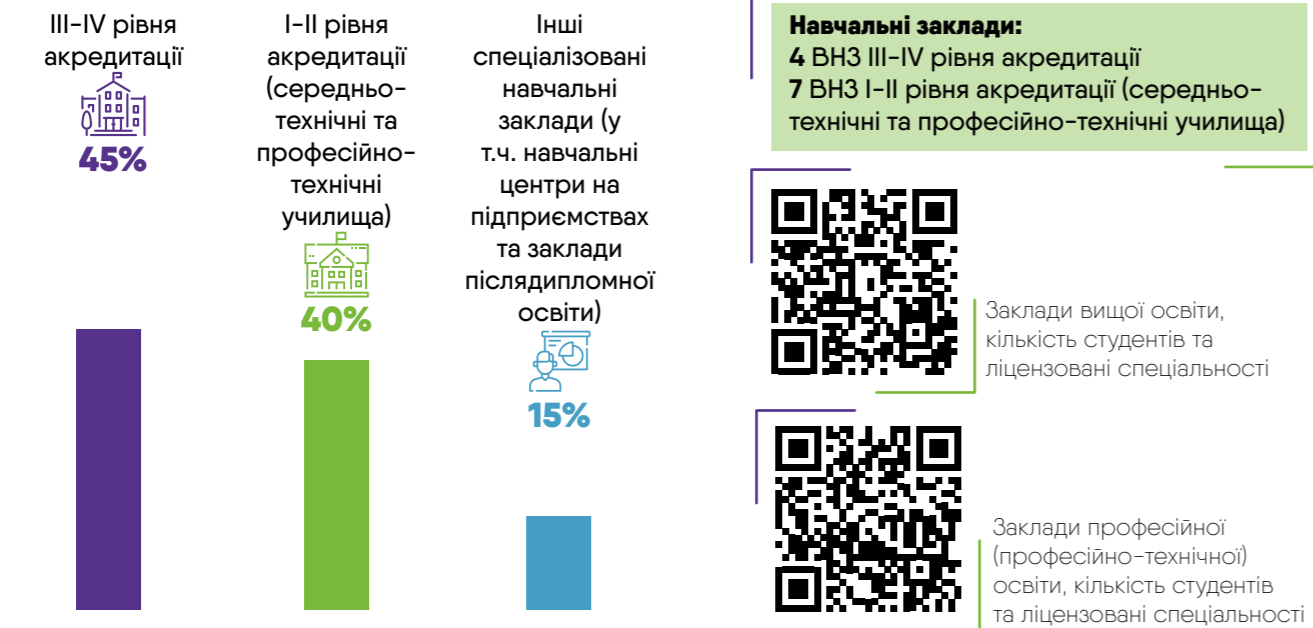 III-IV рівня
акредитації
45%
I-II рівня
акредитації
(середньо-
технічні та
професійно-
технічні
училища)
40%
Інші
спеціалізовані
навчальні
заклади (у
т.ч. навчальні
центри на
підприємствах
та заклади
післядипломної
освіти)
15%
Навчальні заклади:
4 ВНЗ III-IV рівня акредитації
7 ВНЗ I-II рівня акредитації (середньо-
технічні та професійно-технічні училища)
Заклади вищої освіти,
кількість студентів та
ліцензовані спеціальності
Заклади професійної
(професійно-технічної)
освіти, кількість студентів
та ліцензовані спеціальності